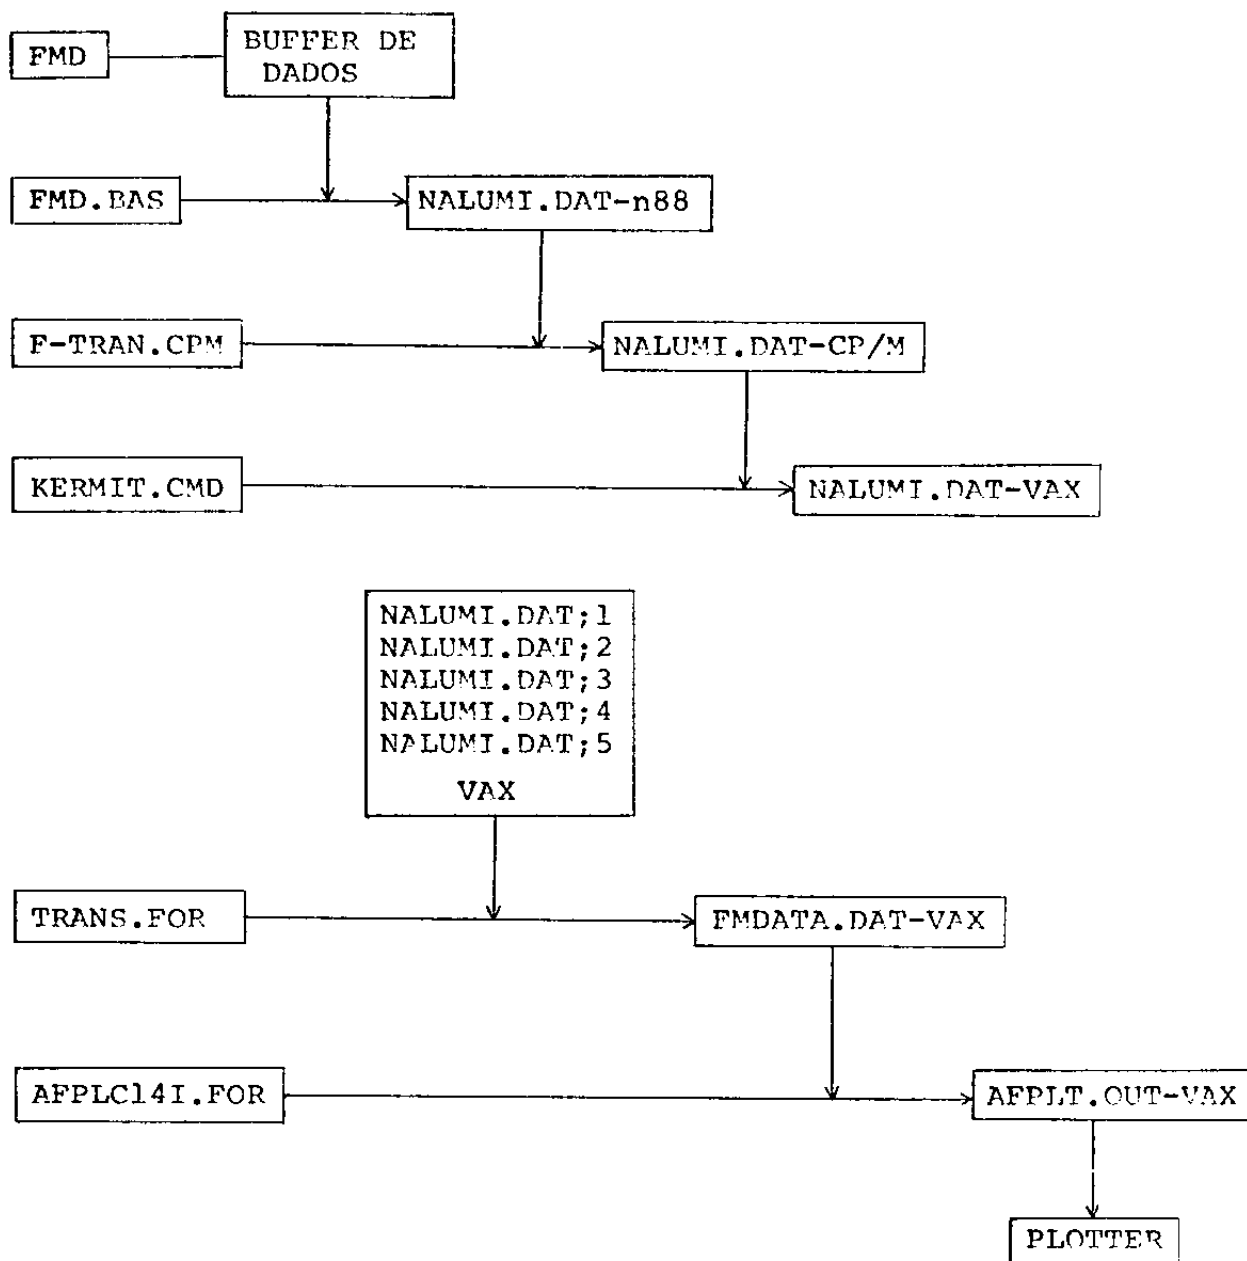 FMD
BUFFER DE
DADOS
FMD.BAS
NALUMI.DAT-n88
F-TRAN.CPM
NALUMI.DAT-CP/M
KERMIT.CMD
NALUMI.DAT-VAX
NALUMI.DAT;1
NALUMI.DAT;2
NALUMI.DAT;3
NALUMI.DAT;4
NALUMI.DAT;5
VAX
TRANS.FOR
FMDATA.DAT-VAX
AFPLC14I.FOR
AFPLT.OUT-VAX
PLOTTER